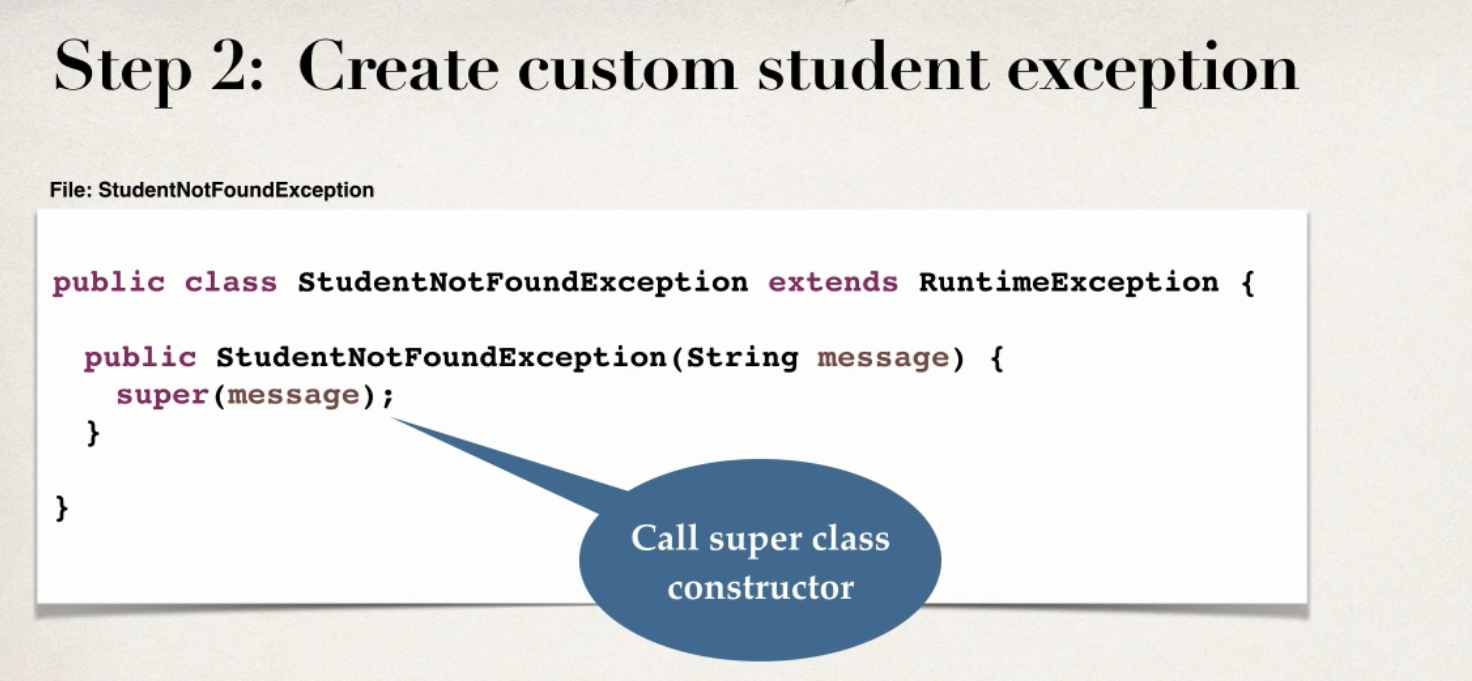 Step 2: Create custom student exception
File: StudentNotFoundException
public class StudentNotFoundException extends RuntimeException {
public StudentNotFoundException(String message) {
super(message);
}
}
Call super class
constructor